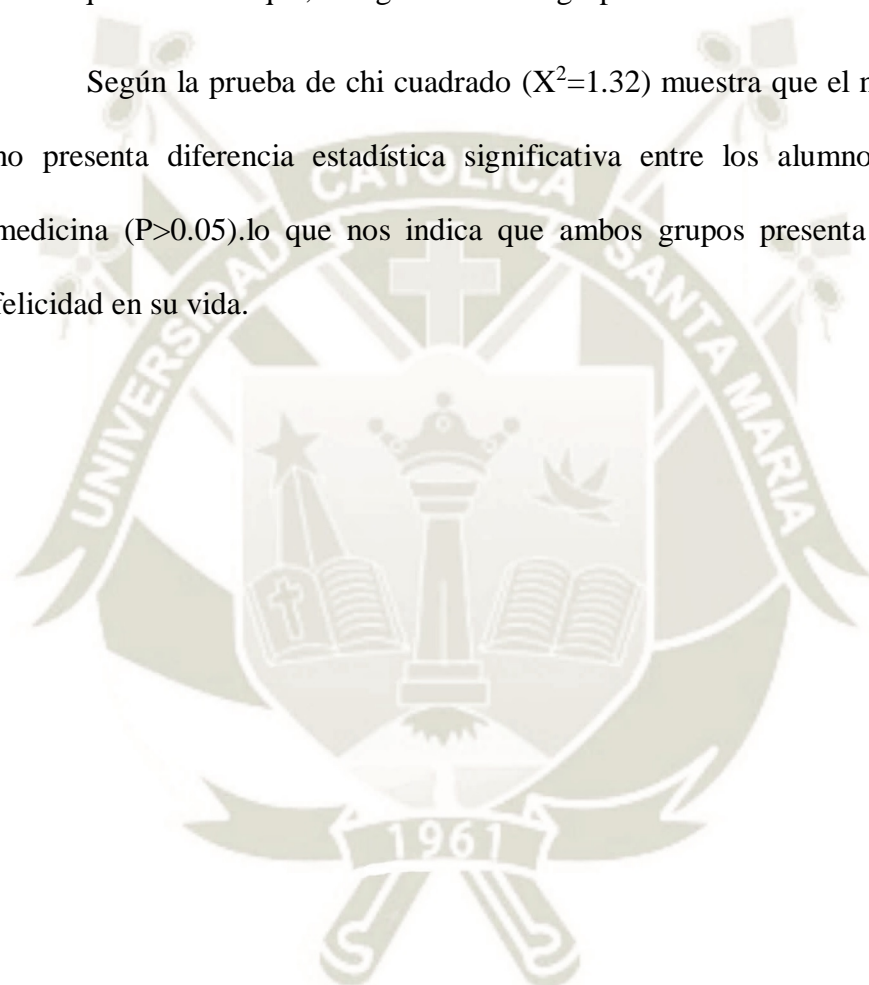 Según la prueba de chi cuadrado (X²=1.32) muestra que el
no presenta diferencia estadística significativa entre los
medicina (P>0.05).lo que nos indica que ambos grupos presenta
felicidad en su vida.
UNIVERSIDAD CATOLICA SANTA MARIA
1961